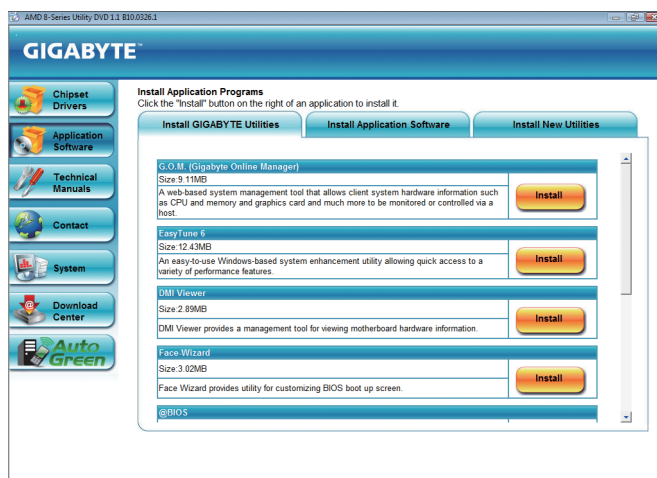 AMD 8-Series Utility DVD 1.1 B10.0326.1
GIGABYTE™
Chipset
Drivers
Application
Software
Technical
Manuals
Contact
System
Download
Center
Auto
Green
Install Application Programs
Click the "Install" button on the right of an application to install it.
Install GIGABYTE Utilities
Install Application Software
Install New Utilities
G.O.M. (Gigabyte Online Manager)
Size:9.11MB
A web-based system management tool that allows client system hardware information such
as CPU and memory and graphics card and much more to be monitored or controlled via a
host.
Install
EasyTune 6
Size:12.43MB
An easy-to-use Windows-based system enhancement utility allowing quick access to a
variety of performance features.
Install
DMI Viewer
Size:2.89MB
DMI Viewer provides a management tool for viewing motherboard hardware information.
Install
Face-Wizard
Size:3.02MB
Face Wizard provides utility for customizing BIOS boot up screen.
Install
@BIOS